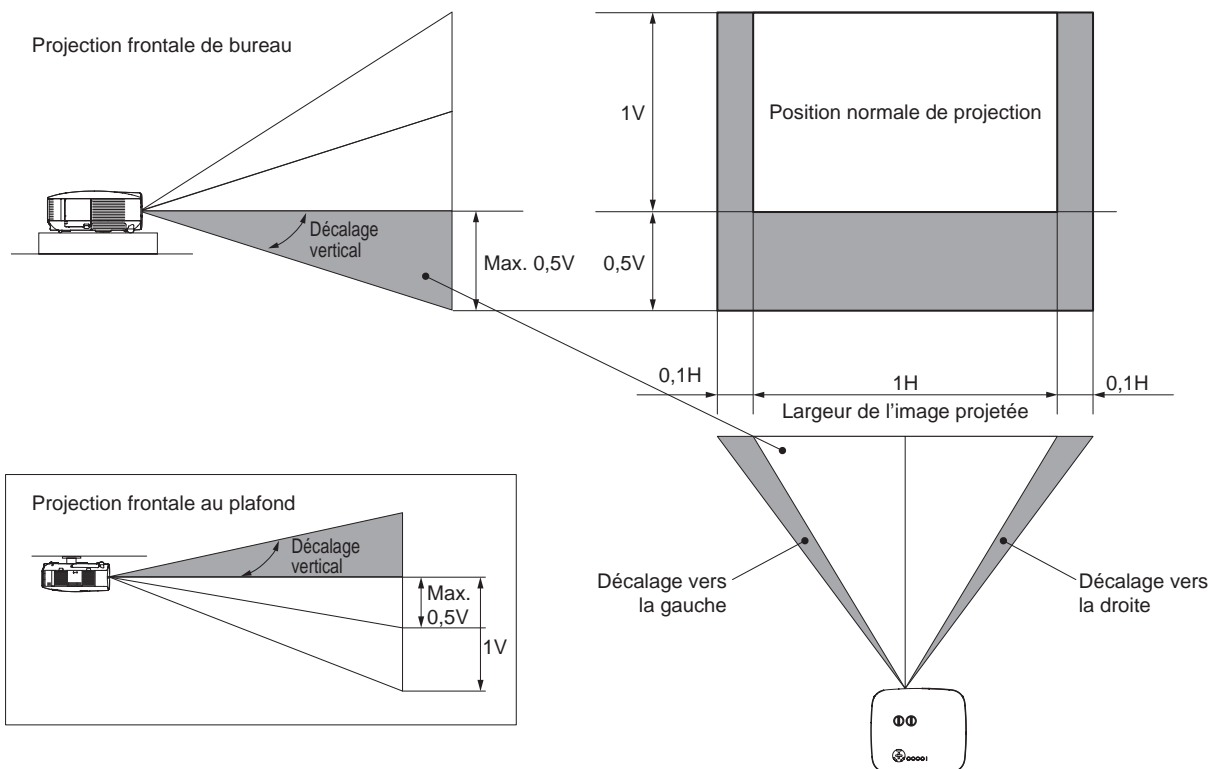 Projection frontale de bureau
Décalage
vertical
Max. 0,5V
1V
0,5V
Position normale de projection
0,1H
1H
0,1H
Largeur de l'image projetée
Projection frontale au plafond
Décalage
vertical
Max.
0,5V
1V
Décalage vers
la gauche
Décalage vers
la droite